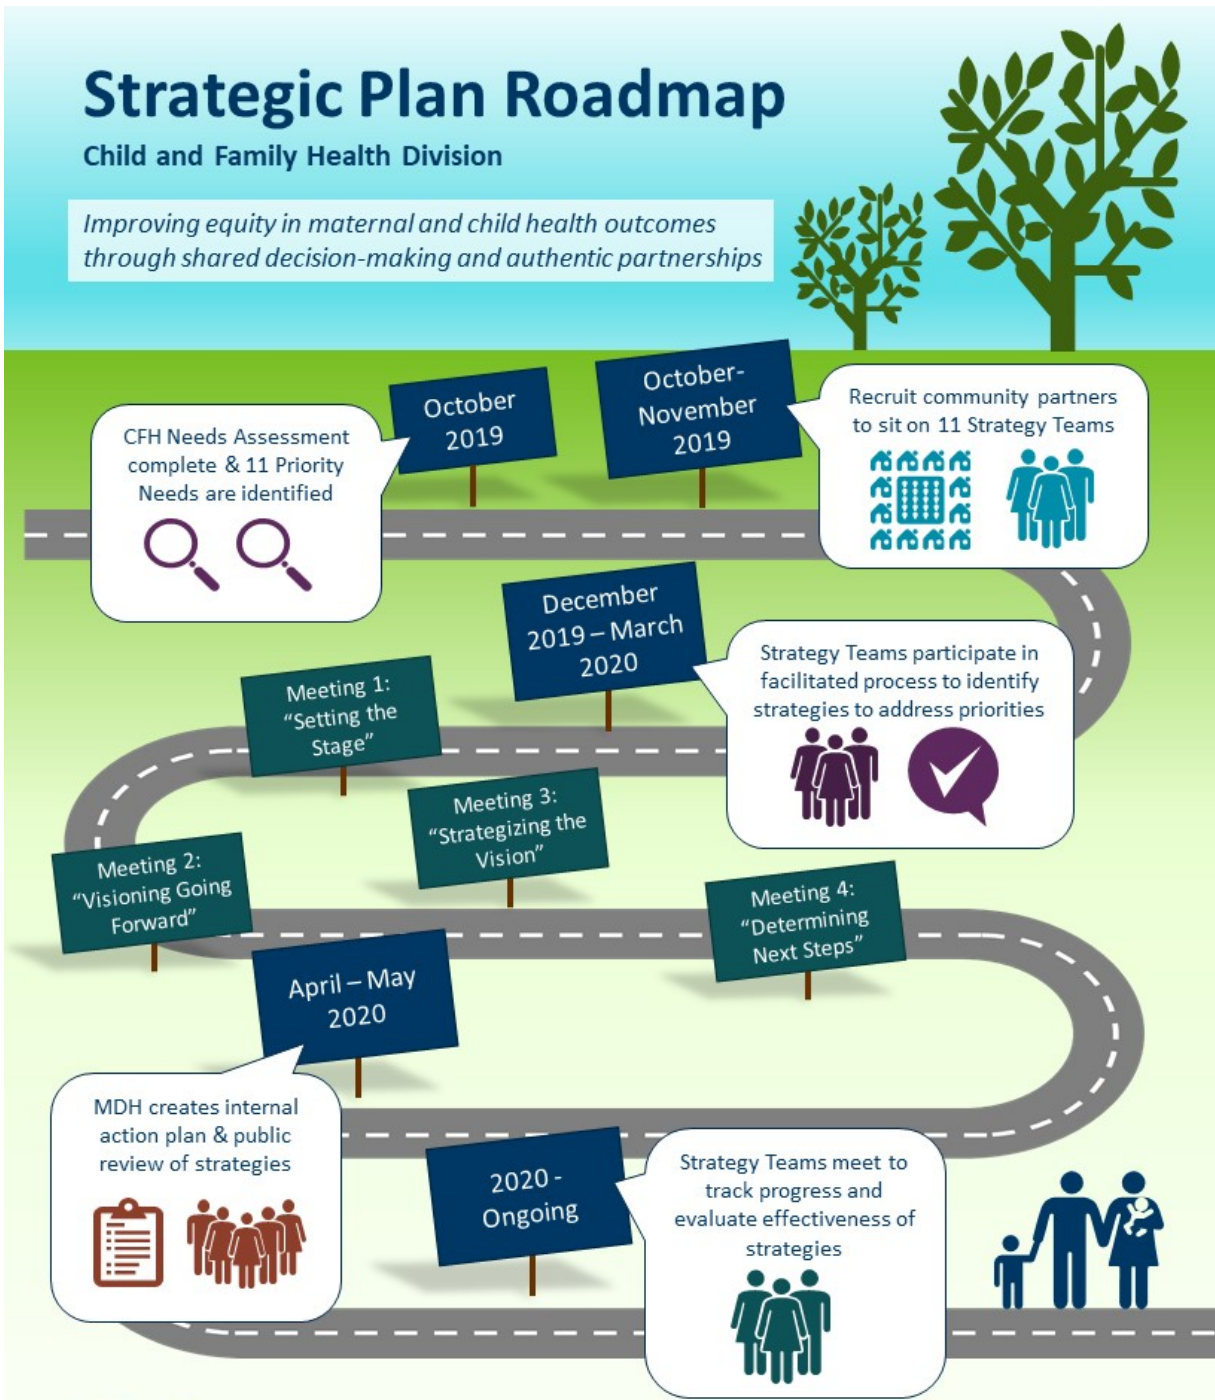 Strategic Plan Roadmap
Child and Family Health Division
Improving equity in maternal and child health outcomes
through shared decision-making and authentic partnerships
October
2019
CFH Needs Assessment
complete & 11 Priority
Needs are identified
October-
November
2019
Recruit community partners
to sit on 11 Strategy Teams
December
2019 – March
2020
Strategy Teams participate in
facilitated process to identify
strategies to address priorities
Meeting 1:
“Setting the
Stage”
Meeting 2:
“Visioning Going
Forward”
Meeting 3:
“Strategizing the
Vision”
Meeting 4:
“Determining
Next Steps”
April – May
2020
MDH creates internal
action plan & public
review of strategies
2020 -
Ongoing
Strategy Teams meet to
track progress and
evaluate effectiveness of
strategies